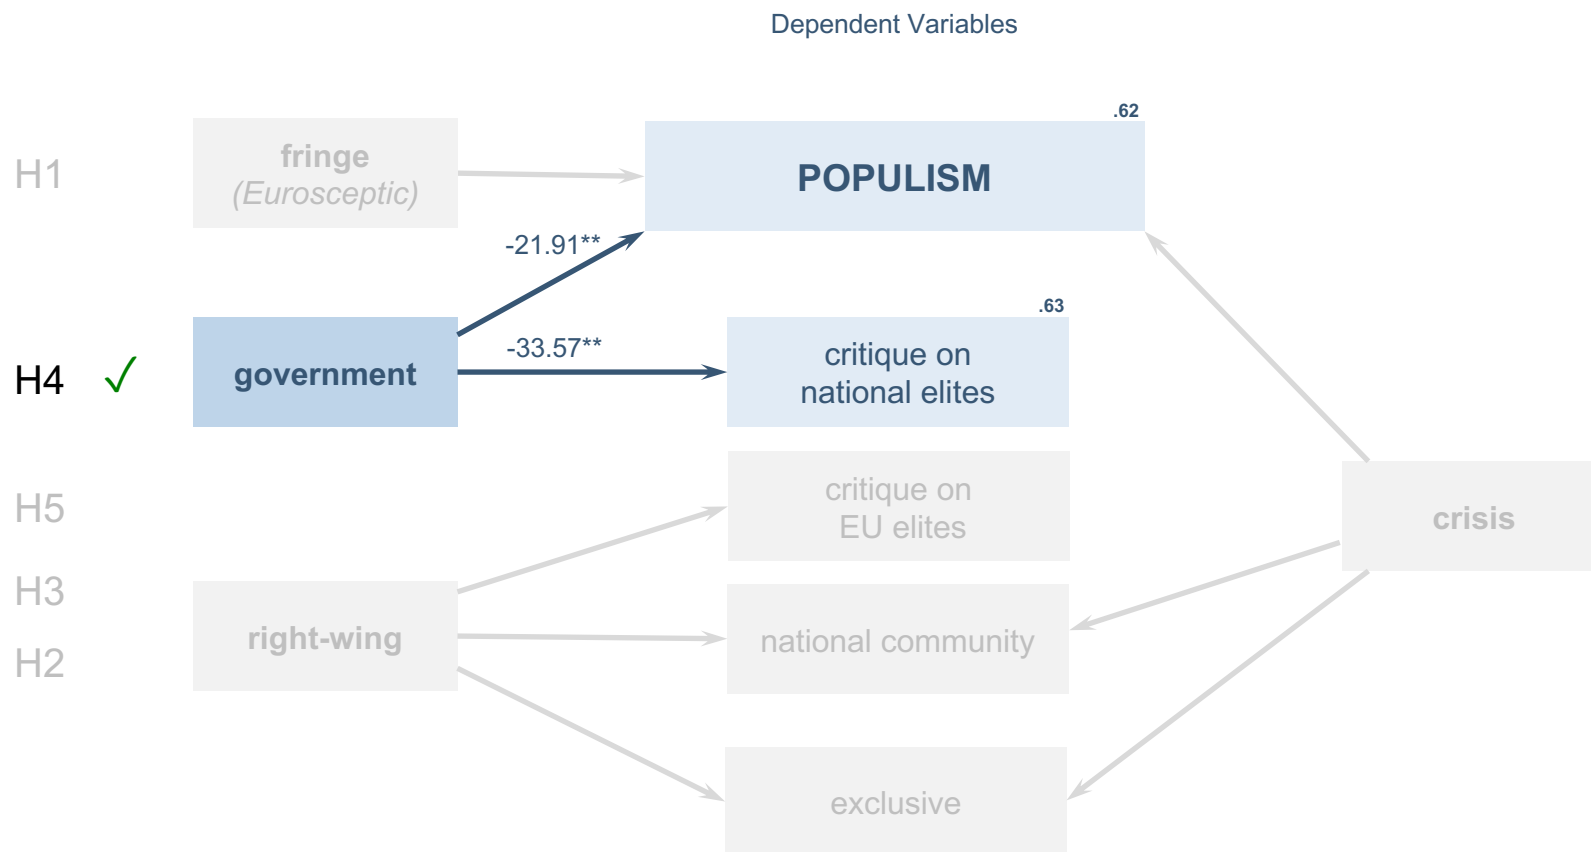 Dependent Variables
.62
H1
fringe
(Eurosceptic)
POPULISM
-21.91**
.63
H4 ✓
government
-33.57**
critique on
national elites
H5
critique on
EU elites
crisis
H3
right-wing
national community
H2
exclusive